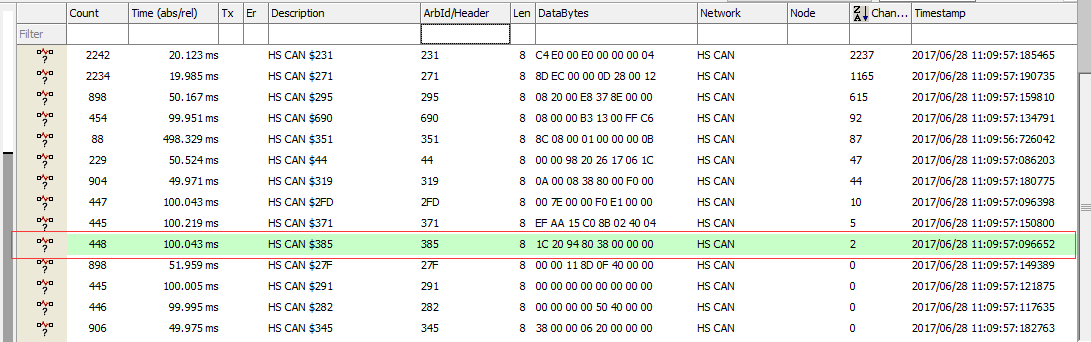 Count Time (abs/rel) Tx Er Description ArbId/Header Len DataBytes Network Node Chan... Timestamp
Filter
2242 20.123 ms HS CAN $231 231 8 C4 E0 00 E0 00 00 00 04 HS CAN 2237 2017/06/28 11:09:57:185465
2234 19.985 ms HS CAN $271 271 8 8D EC 00 00 0D 28 00 12 HS CAN 1165 2017/06/28 11:09:57:190735
898 50.167 ms HS CAN $295 295 8 08 20 00 E8 37 8E 00 00 HS CAN 615 2017/06/28 11:09:57:159810
454 99.951 ms HS CAN $690 690 8 08 00 00 B3 13 00 FF C6 HS CAN 92 2017/06/28 11:09:57:134791
88 498.329 ms HS CAN $351 351 8 8C 08 00 01 00 00 00 0B HS CAN 87 2017/06/28 11:09:56:726042
229 50.524 ms HS CAN $44 44 8 00 00 98 20 26 17 06 1C HS CAN 47 2017/06/28 11:09:57:086203
904 49.971 ms HS CAN $319 319 8 0A 00 08 38 80 00 F0 00 HS CAN 44 2017/06/28 11:09:57:180775
447 100.043 ms HS CAN $2FD 2FD 8 00 7E 00 00 F0 E1 00 00 HS CAN 10 2017/06/28 11:09:57:096398
445 100.219 ms HS CAN $371 371 8 EF AA 15 C0 8B 02 40 04 HS CAN 5 2017/06/28 11:09:57:150800
448 100.043 ms HS CAN $385 385 8 1C 20 94 80 38 00 00 00 HS CAN 2 2017/06/28 11:09:57:096652
898 51.959 ms HS CAN $27F 27F 8 00 00 11 8D 0F 40 00 00 HS CAN 0 2017/06/28 11:09:57:149389
445 100.005 ms HS CAN $291 291 8 00 00 00 00 00 00 00 00 HS CAN 0 2017/06/28 11:09:57:121875
446 99.995 ms HS CAN $282 282 8 00 00 00 00 50 40 00 00 HS CAN 0 2017/06/28 11:09:57:117635
906 49.975 ms HS CAN $345 345 8 38 00 00 06 20 00 00 00 HS CAN 0 2017/06/28 11:09:57:182763